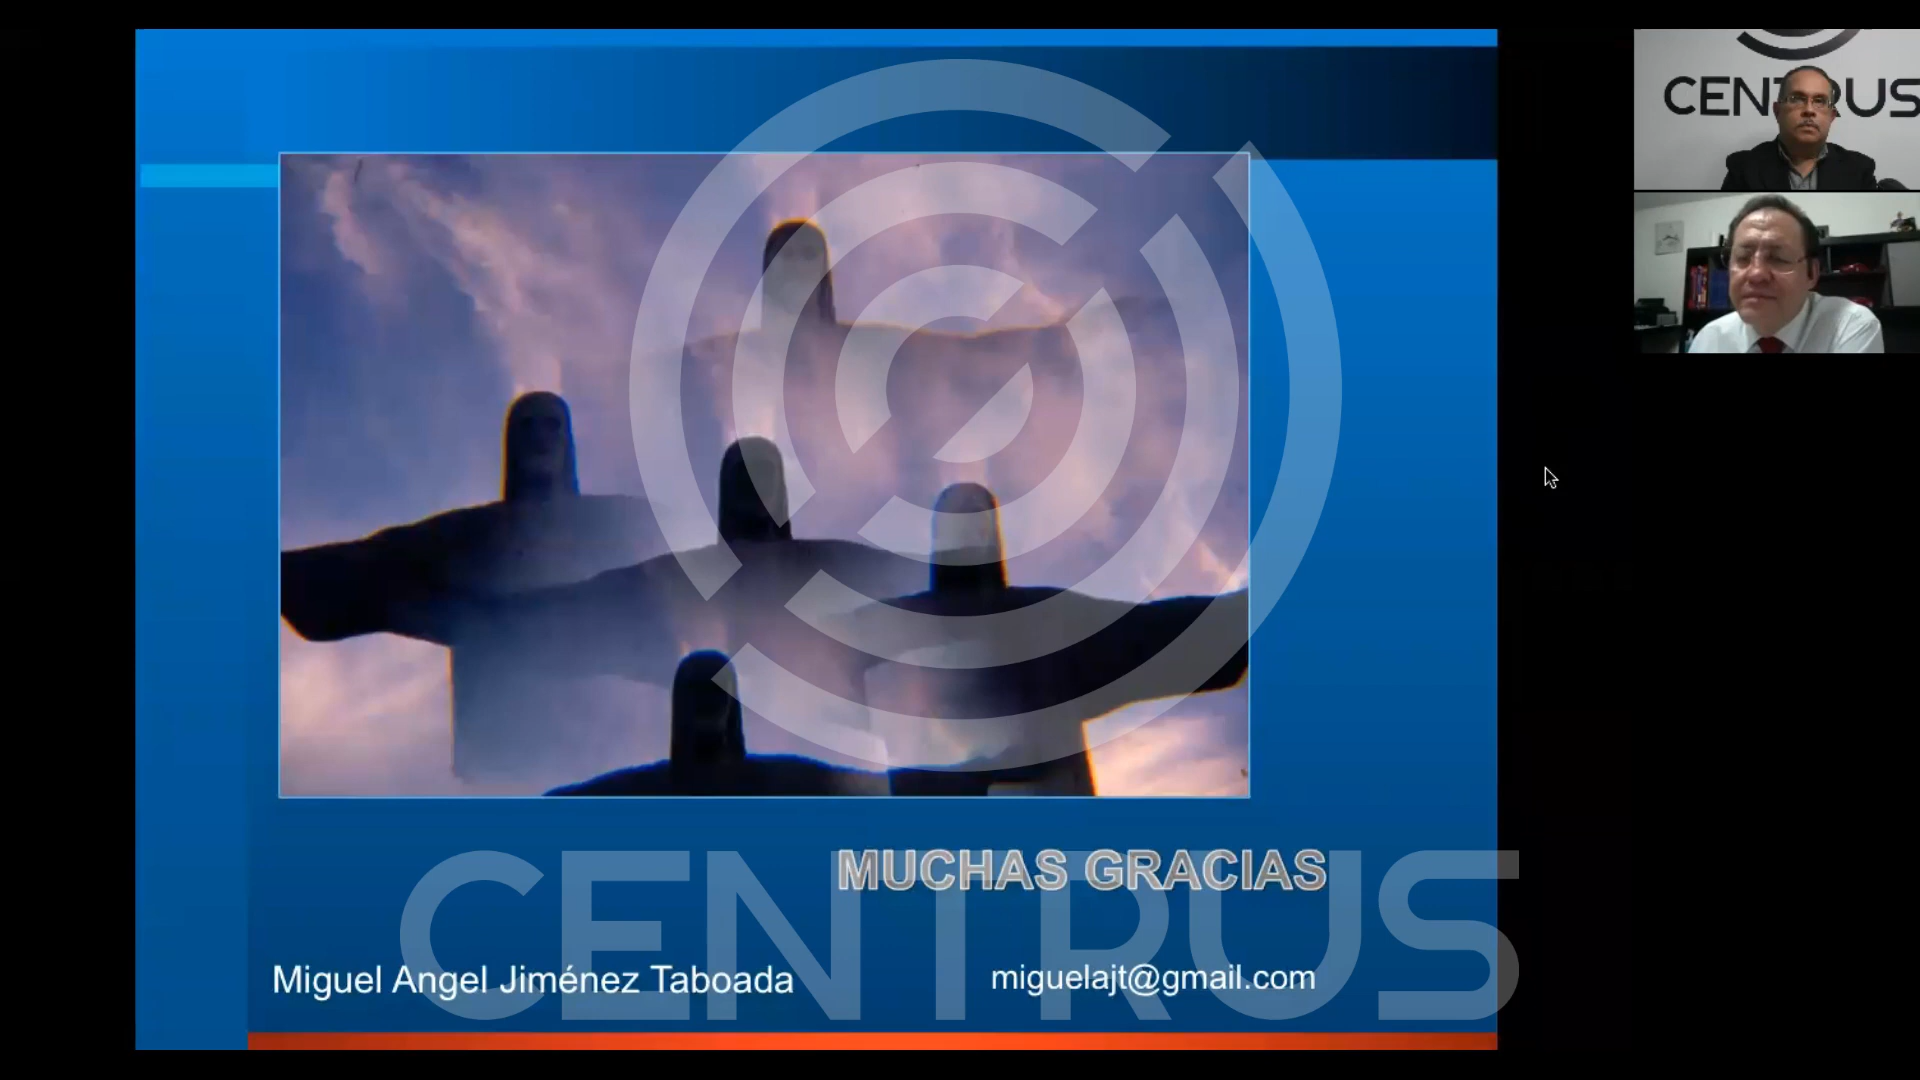 CENTRUS
MUCHAS GRACIAS
CENTRUS
Miguel Angel Jiménez Taboada
miguelajt@gmail.com